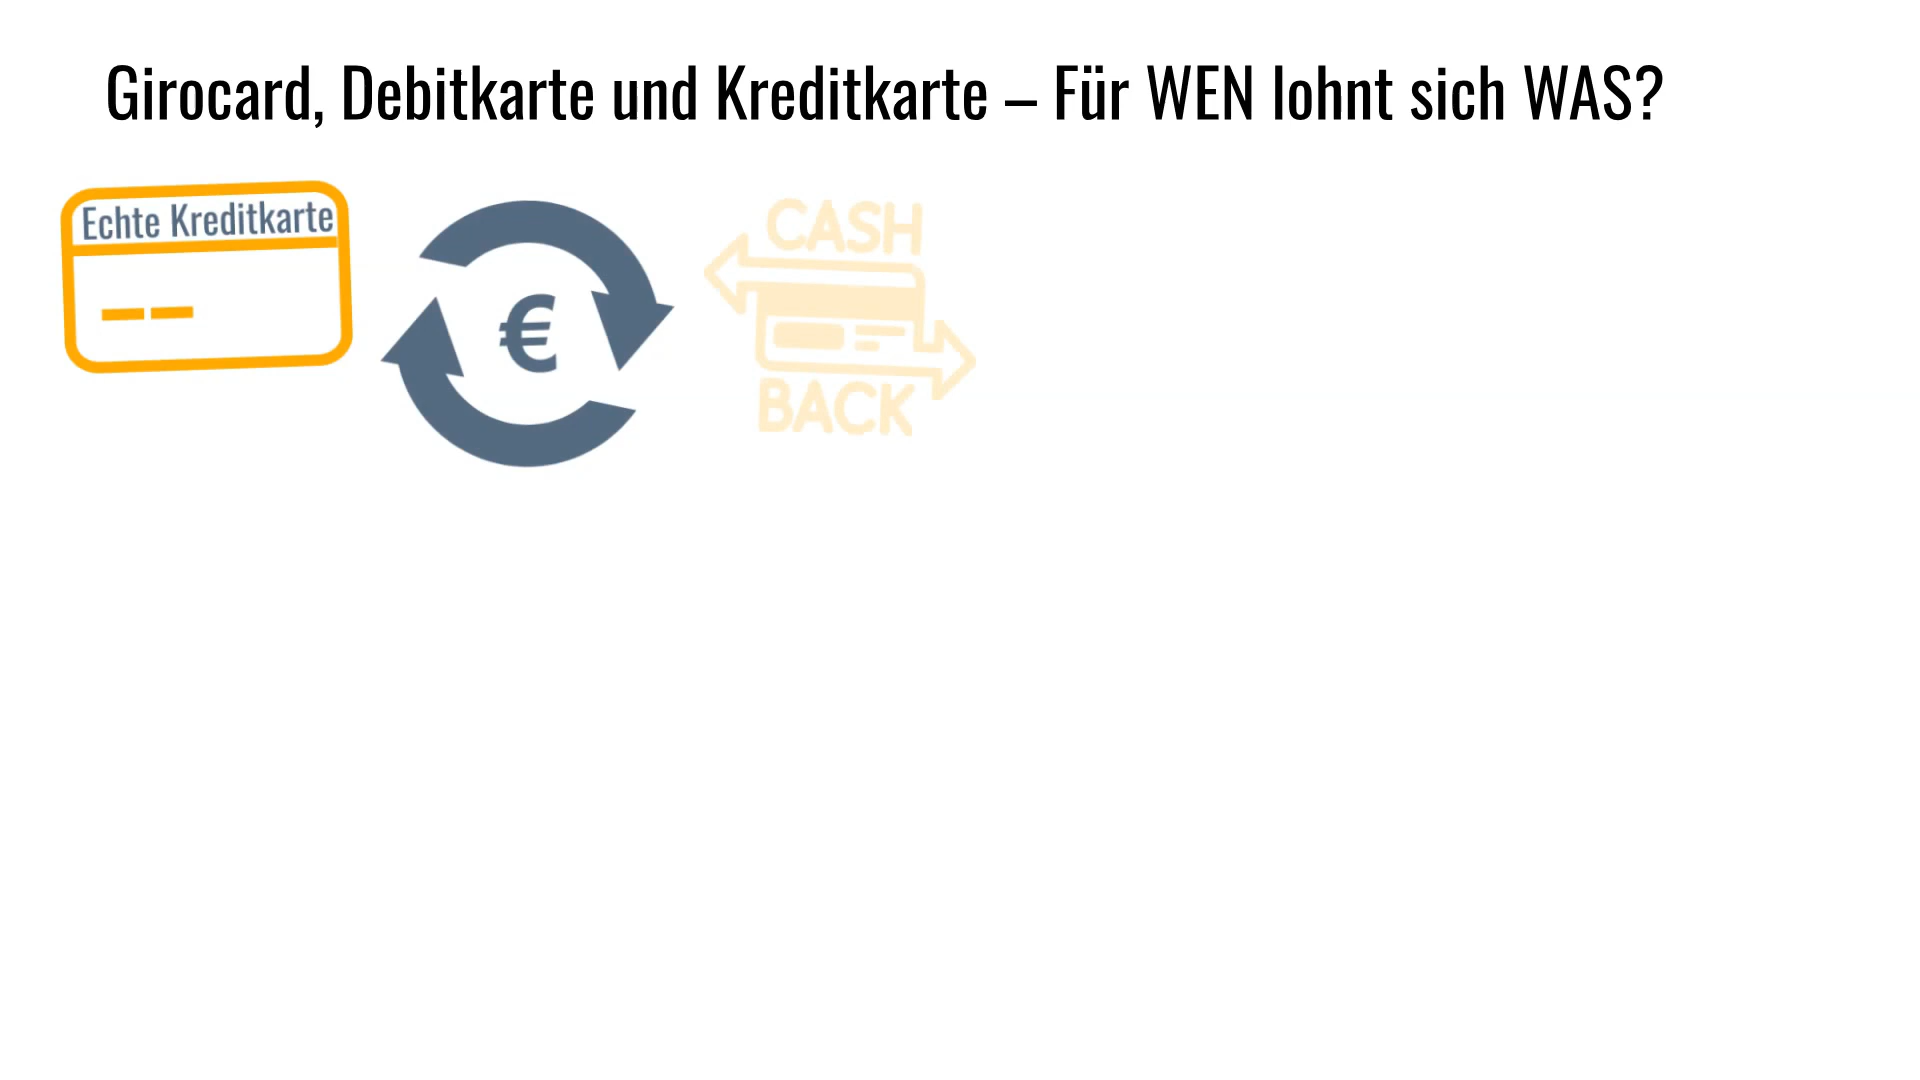 Girocard, Debitkarte und Kreditkarte – Für WEN lohnt sich WAS?
Echte Kreditkarte
€
CASH
BACK